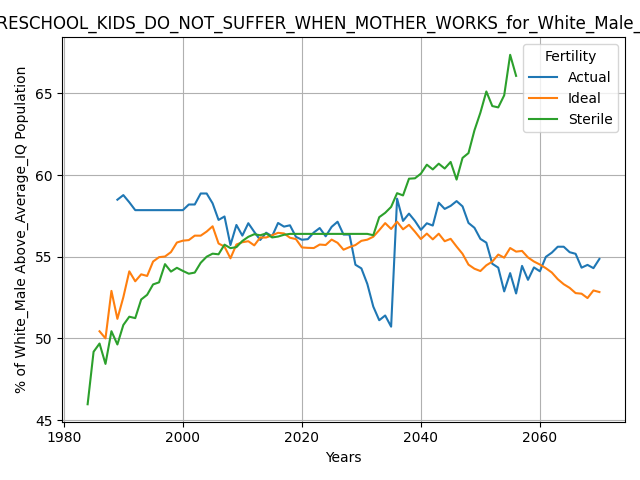 RESCHOOL_KIDS_DO_NOT_SUFFER_WHEN_MOTHER_WORKS_for_White_Male_
Fertility
Actual
Ideal
Sterile
% of White_Male Above_Average_IQ Population
65
60
55
50
45
1980 2000 2020 2040 2060
Years